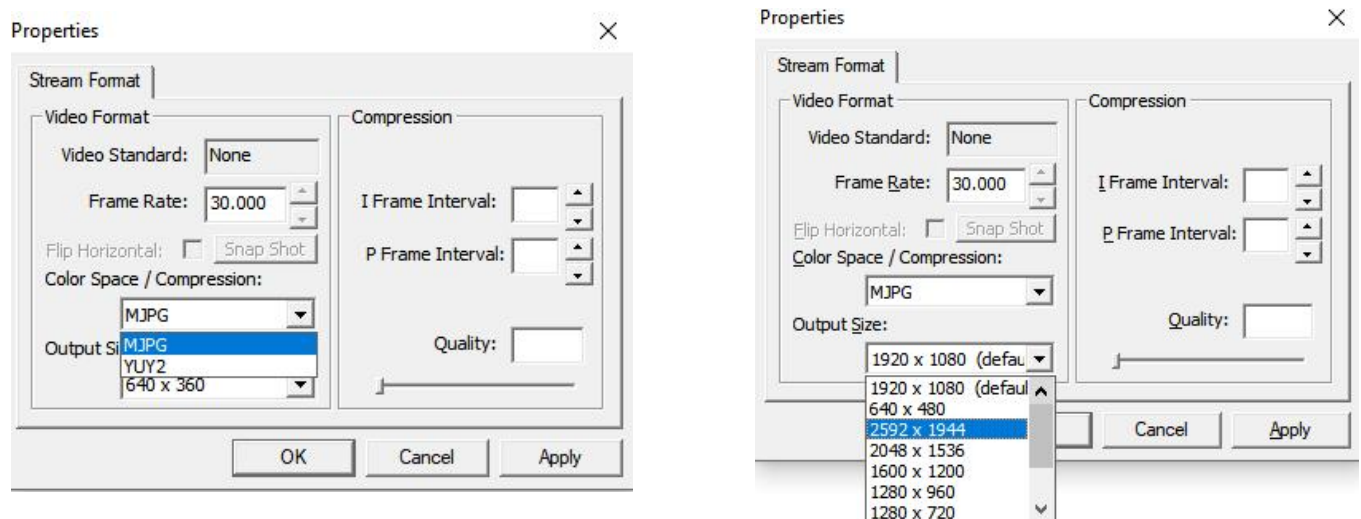 Properties
Stream Format
Video Format
Video Standard: None
Frame Rate: 30.000
Flip Horizontal: Snap Shot
Color Space / Compression:
MJPG
MJPG
YUY2
Output Si
640 x 360
Compression
I Frame Interval:
P Frame Interval:
Quality:
OK Cancel Apply
Properties
Stream Format
Video Format
Video Standard: None
Frame Rate: 30.000
Flip Horizontal: Snap Shot
Color Space / Compression:
MJPG
Output Size:
1920 x 1080 (defau
1920 x 1080 (defaul
640 x 480
2592 x 1944
2048 x 1536
1600 x 1200
1280 x 960
1280 x 720
Compression
I Frame Interval:
P Frame Interval:
Quality:
Cancel Apply